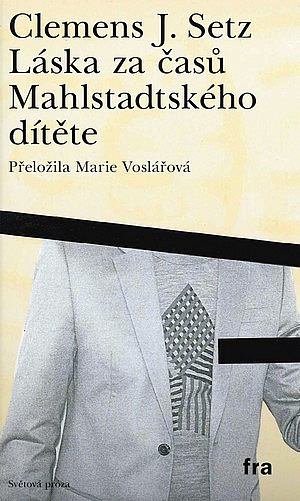 Clemens J. Setz
Láska za časů
Mahlstadtského
dítěte
Přeložila Marie Voslářová
fra
Světová próza